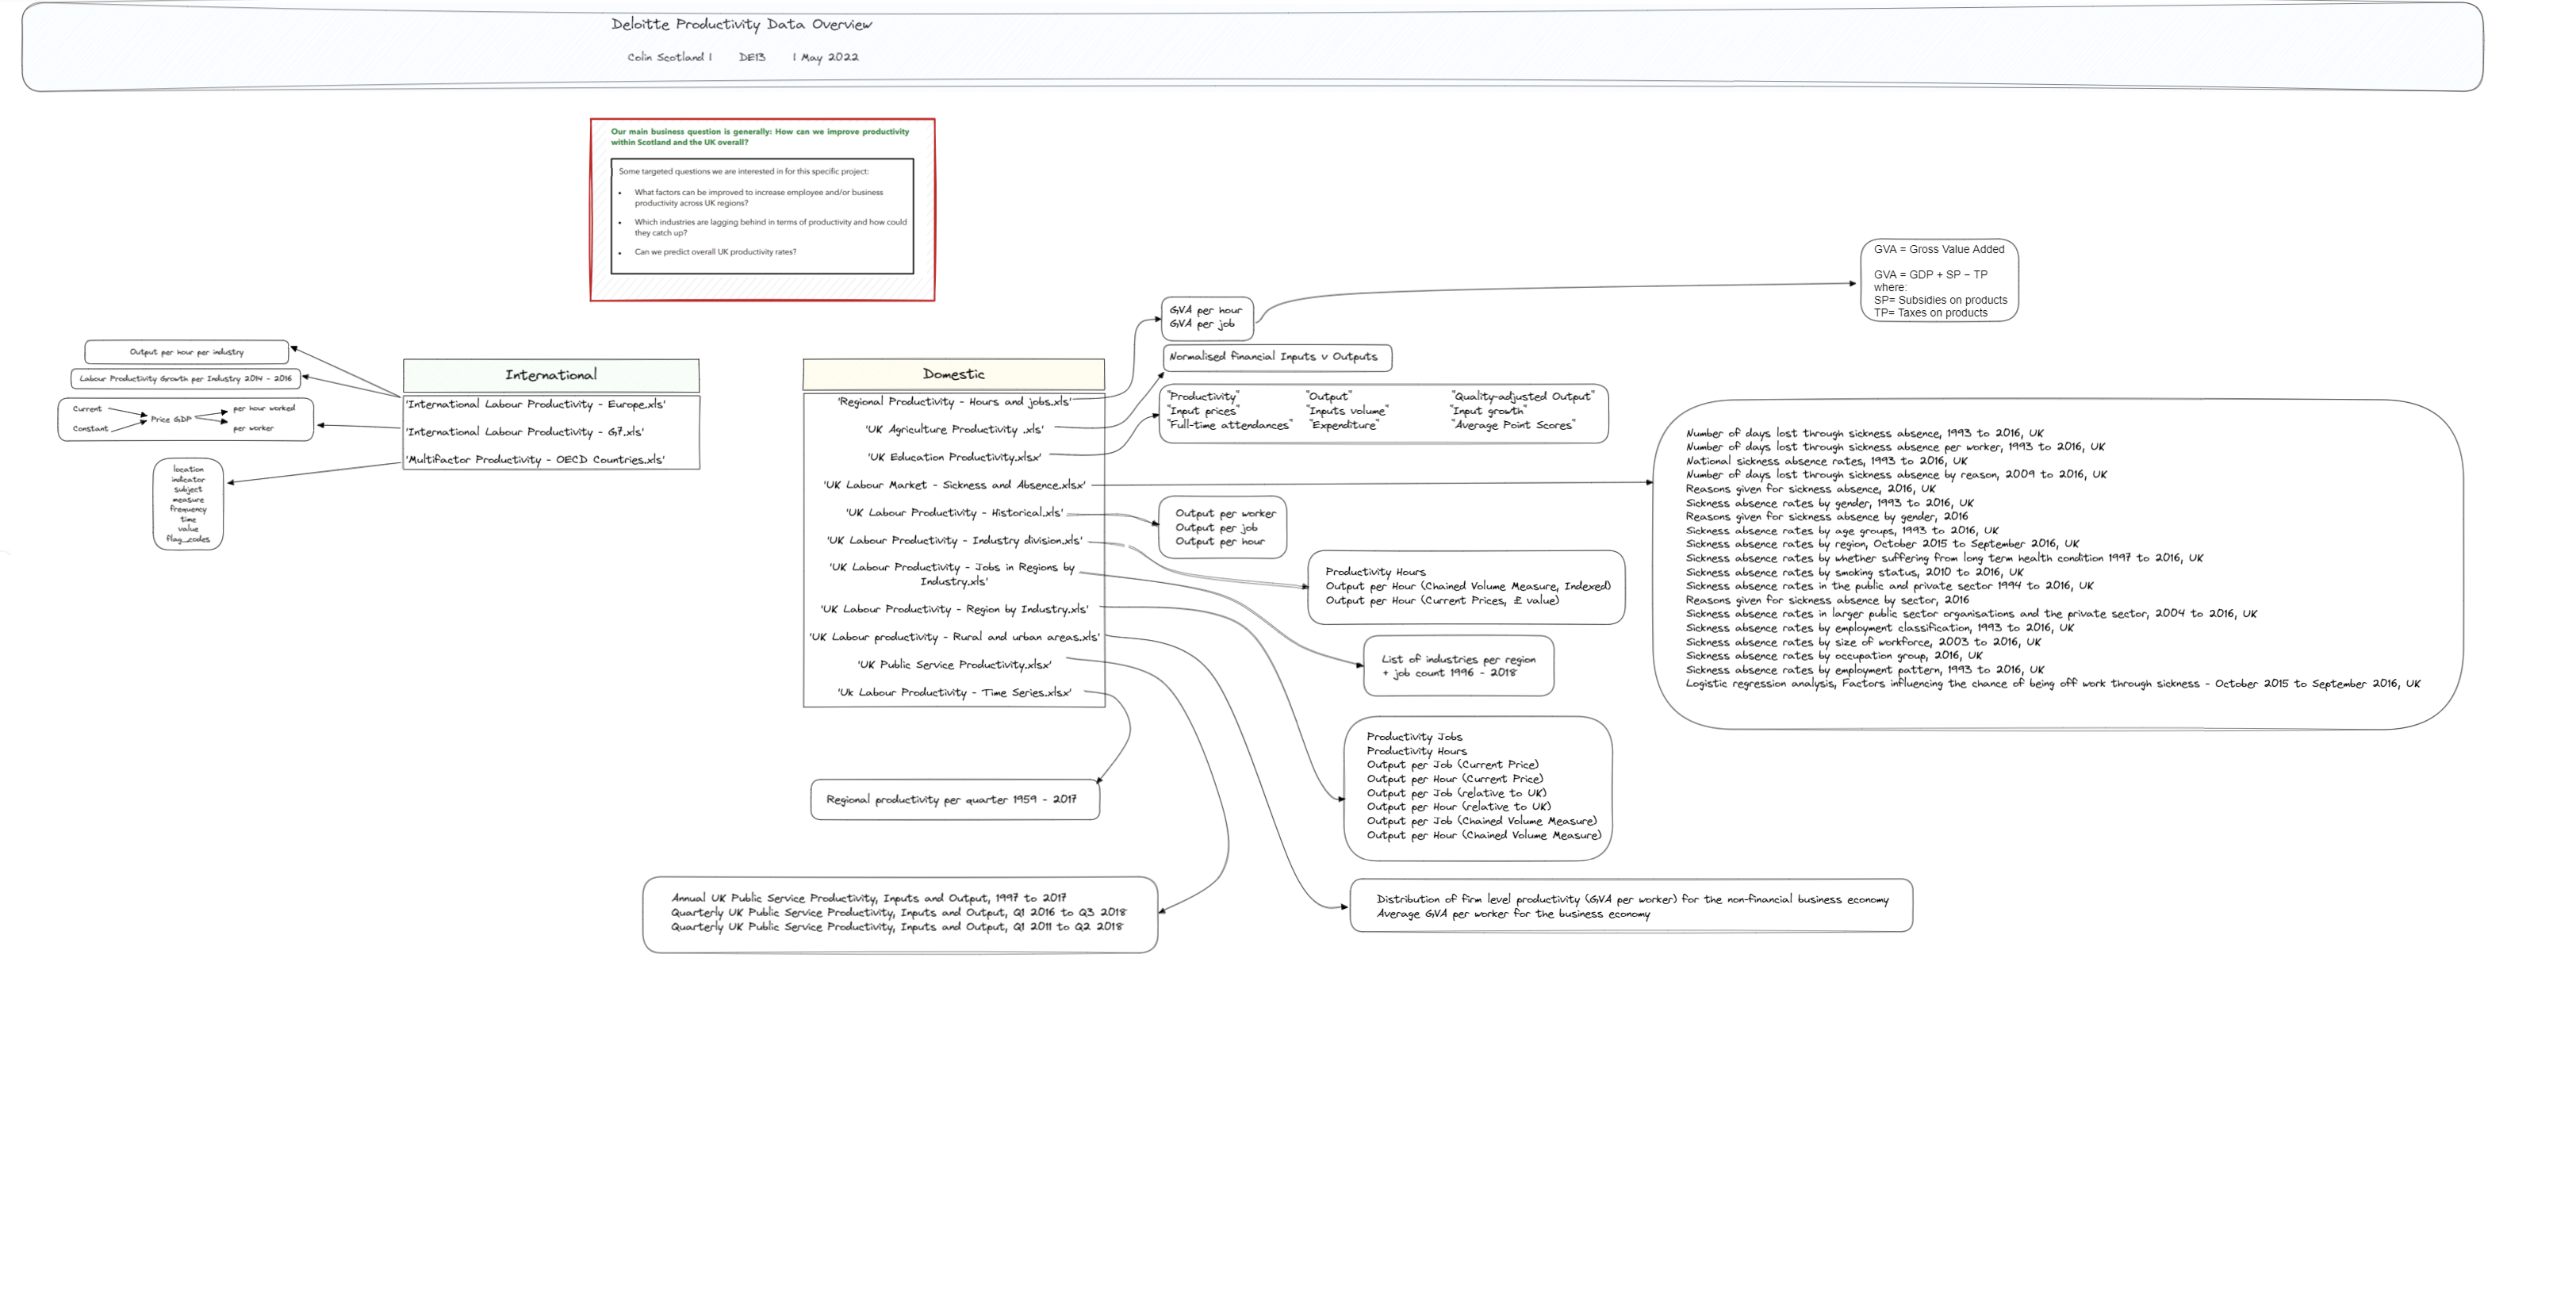 Deloitte Productivity Data Overview
Colin Scotland 1 DE13 1 May 2022
Our main business question is generally: How can we improve productivity
within Scotland and the UK overall?
Some targeted questions we are interested in for this specific project:
• What factors can be improved to increase employee and/or business
productivity across UK regions?
• Which industries are lagging behind in terms of productivity and how could
they catch up?
• Can we predict overall UK productivity rates?
GVA = Gross Value Added
GVA = GDP + SP – TP
where:
SP= Subsidies on products
TP= Taxes on products
International
'International Labour Productivity - Europe.xls'
'International Labour Productivity - G7.xls'
'Multifactor Productivity - OECD Countries.xls'
Output per hour per industry
Labour Productivity Growth per Industry 2014 - 2016
Current
Constant
Price GDP
per hour worked
per worker
location
indicator
subject
measure
frequency
time
value
flag_codes
Domestic
'Regional Productivity - Hours and jobs.xls'
'UK Agriculture Productivity .xls'
'UK Education Productivity.xlsx'
'UK Labour Market - Sickness and Absence.xlsx'
'UK Labour Productivity - Historical.xls'
'UK Labour Productivity - Industry division.xls'
'UK Labour Productivity - Jobs in Regions by
Industry.xls'
'UK Labour Productivity - Region by Industry.xls'
'UK Labour productivity - Rural and urban areas.xls'
'UK Public Service Productivity.xlsx'
'Uk Labour Productivity - Time Series.xlsx'
GVA per hour
GVA per job
Normalised financial Inputs v Outputs
"Productivity" "Output" "Quality-adjusted Output"
"Input prices" "Inputs volume" "Input growth"
"Full-time attendances" "Expenditure" "Average Point Scores"
Number of days lost through sickness absence, 1993 to 2016, UK
Number of days lost through sickness absence per worker, 1993 to 2016, UK
National sickness absence rates, 1993 to 2016, UK
Number of days lost through sickness absence by reason, 2009 to 2016, UK
Reasons given for sickness absence, 2016, UK
Sickness absence rates by gender, 1993 to 2016, UK
Reasons given for sickness absence by gender, 2016
Sickness absence rates by age groups, 1993 to 2016, UK
Sickness absence rates by region, October 2015 to September 2016, UK
Sickness absence rates by whether suffering from long term health condition 1997 to 2016, UK
Sickness absence rates by smoking status, 2010 to 2016, UK
Sickness absence rates in the public and private sector 1994 to 2016, UK
Reasons given for sickness absence by sector, 2016
Sickness absence rates in larger public sector organisations and the private sector, 2004 to 2016, UK
Sickness absence rates by employment classification, 1993 to 2016, UK
Sickness absence rates by size of workforce, 2003 to 2016, UK
Sickness absence rates by occupation group, 2016, UK
Sickness absence rates by employment pattern, 1993 to 2016, UK
Logistic regression analysis, Factors influencing the chance of being off work through sickness - October 2015 to September 2016, UK
Output per worker
Output per job
Output per hour
Productivity Hours
Output per Hour (Chained Volume Measure, Indexed)
Output per Hour (Current Prices, £ value)
List of industries per region
+ job count 1996 - 2018
Productivity Jobs
Productivity Hours
Output per Job (Current Price)
Output per Hour (Current Price)
Output per Job (relative to UK)
Output per Hour (relative to UK)
Output per Job (Chained Volume Measure)
Output per Hour (Chained Volume Measure)
Regional productivity per quarter 1959 - 2017
Annual UK Public Service Productivity, Inputs and Output, 1997 to 2017
Quarterly UK Public Service Productivity, Inputs and Output, Q1 2016 to Q3 2018
Quarterly UK Public Service Productivity, Inputs and Output, Q1 2011 to Q2 2018
Distribution of firm level productivity (GVA per worker) for the non-financial business economy
Average GVA per worker for the business economy